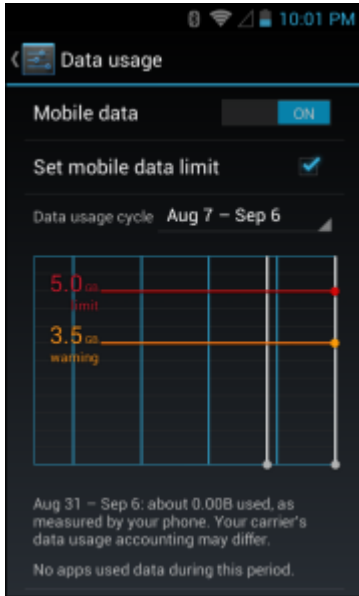 10:01 PM
Data usage
Mobile data ON
Set mobile data limit
Data usage cycle Aug 7 – Sep 6
5.0 GB
limit
3.5 GB
warning
Aug 31 – Sep 6: about 0.00B used, as
measured by your phone. Your carrier's
data usage accounting may differ.
No apps used data during this period.